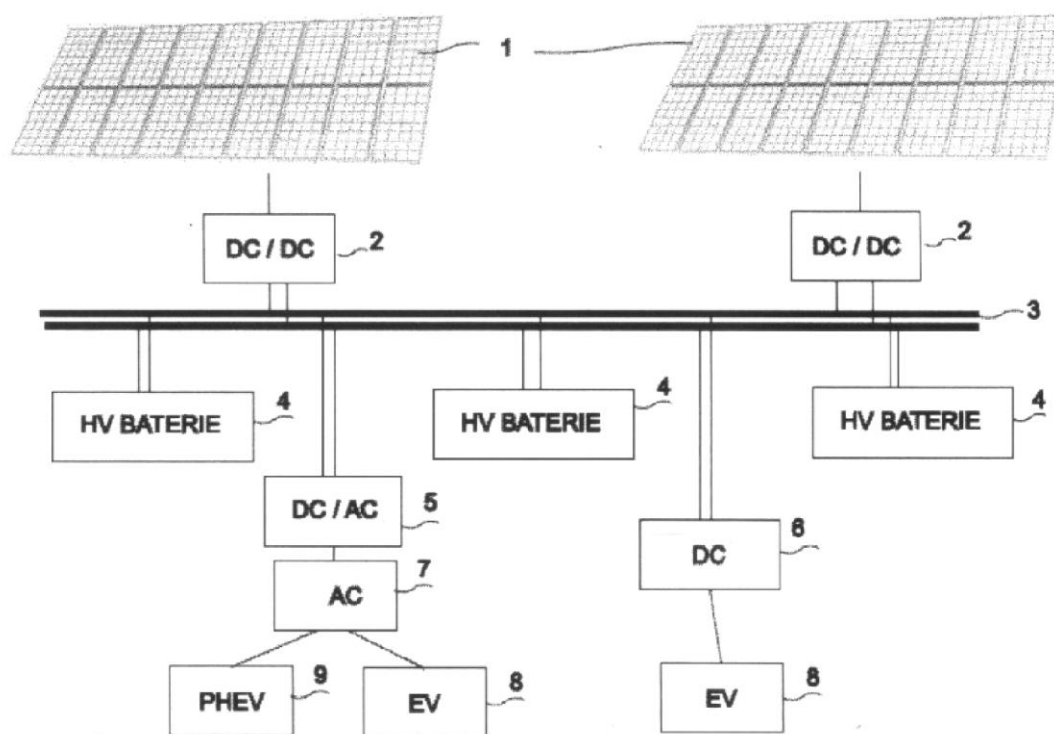 1
DC / DC
2
DC / DC
2
3
HV BATERIE
4
HV BATERIE
4
HV BATERIE
4
DC / AC
5
DC
6
AC
7
PHEV
9
EV
8
EV
8